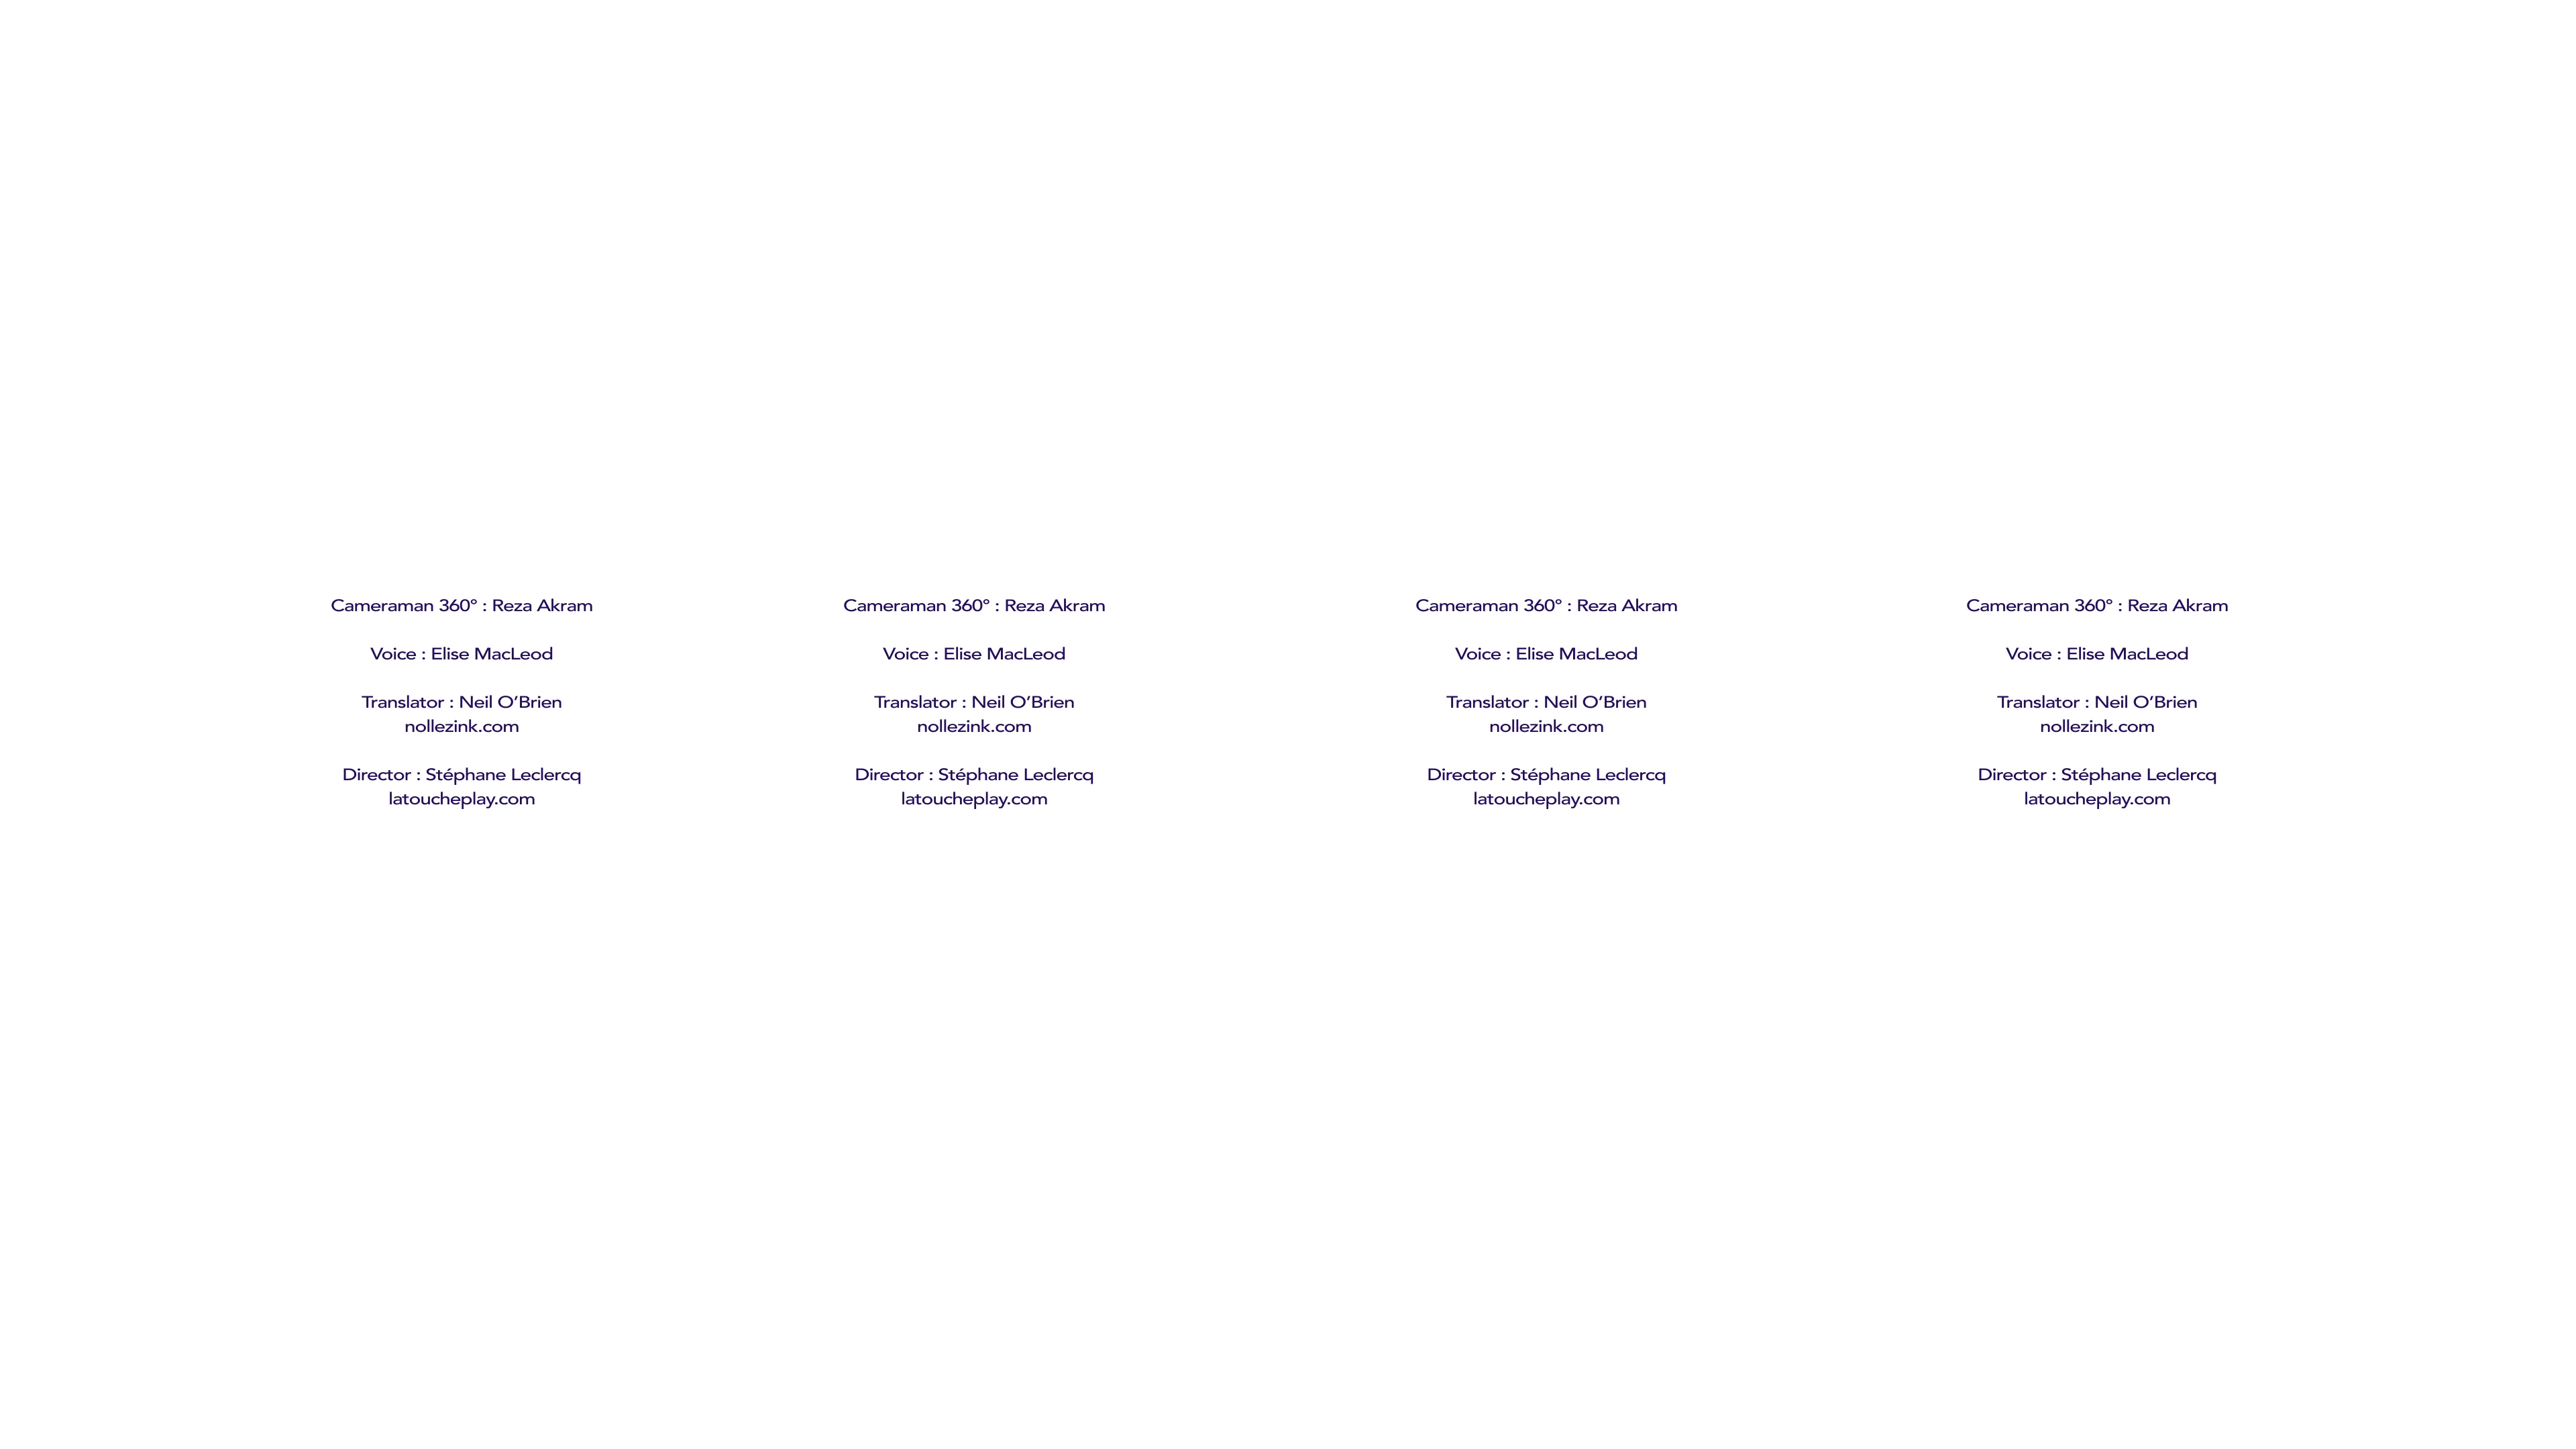 Cameraman 360° : Reza Akram
Voice : Elise MacLeod
Translator : Neil O’Brien
nollezink.com
Director : Stéphane Leclercq
latoucheplay.com
Cameraman 360° : Reza Akram
Voice : Elise MacLeod
Translator : Neil O’Brien
nollezink.com
Director : Stéphane Leclercq
latoucheplay.com
Cameraman 360° : Reza Akram
Voice : Elise MacLeod
Translator : Neil O’Brien
nollezink.com
Director : Stéphane Leclercq
latoucheplay.com
Cameraman 360° : Reza Akram
Voice : Elise MacLeod
Translator : Neil O’Brien
nollezink.com
Director : Stéphane Leclercq
latoucheplay.com